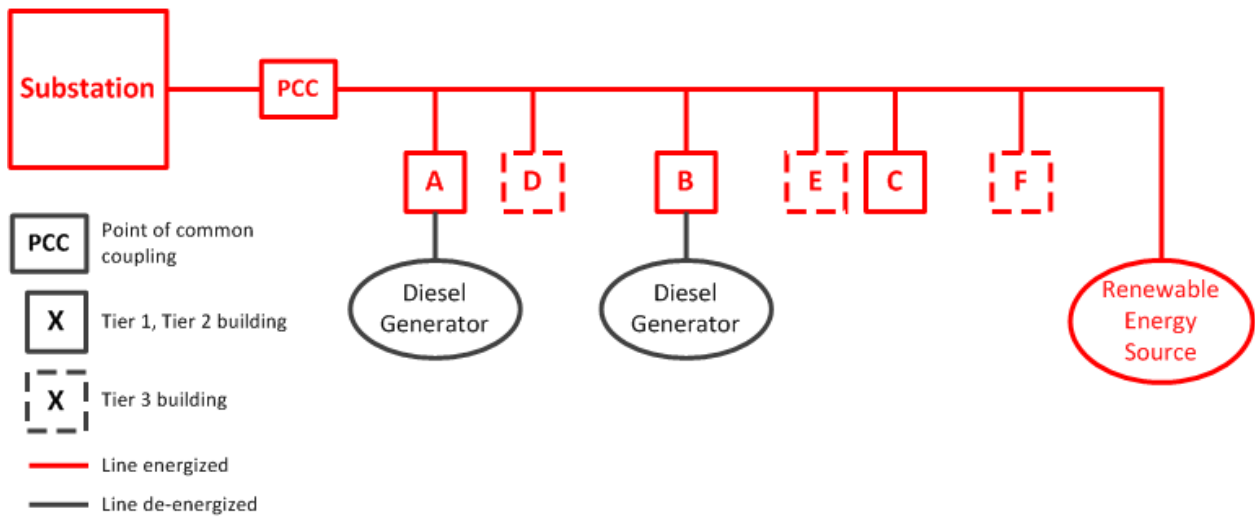 Substation
PCC
A
D
B
E
C
F
Diesel
Generator
Diesel
Generator
Renewable
Energy
Source
PCC
Point of common
coupling
X
Tier 1, Tier 2 building
X
Tier 3 building
Line energized
Line de-energized